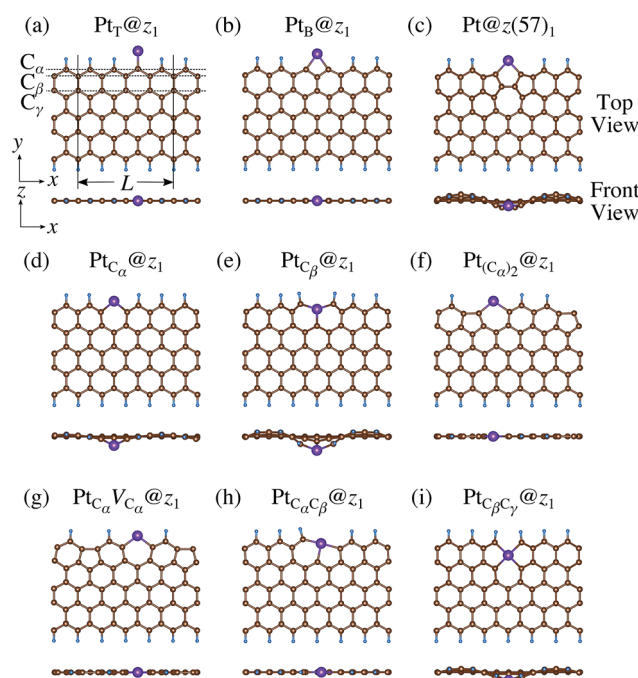 (a) Pt_T@z_1
(b) Pt_B@z_1
(c) Pt@z(57)_1
C_α
C_β
C_γ
y
x
L
z
x
Top
View
Front
View
(d) Pt_{C_α}@z_1
(e) Pt_{C_β}@z_1
(f) Pt_{(C_α)_2}@z_1
(g) Pt_{C_α}V_{C_α}@z_1
(h) Pt_{C_αC_β}@z_1
(i) Pt_{C_βC_γ}@z_1